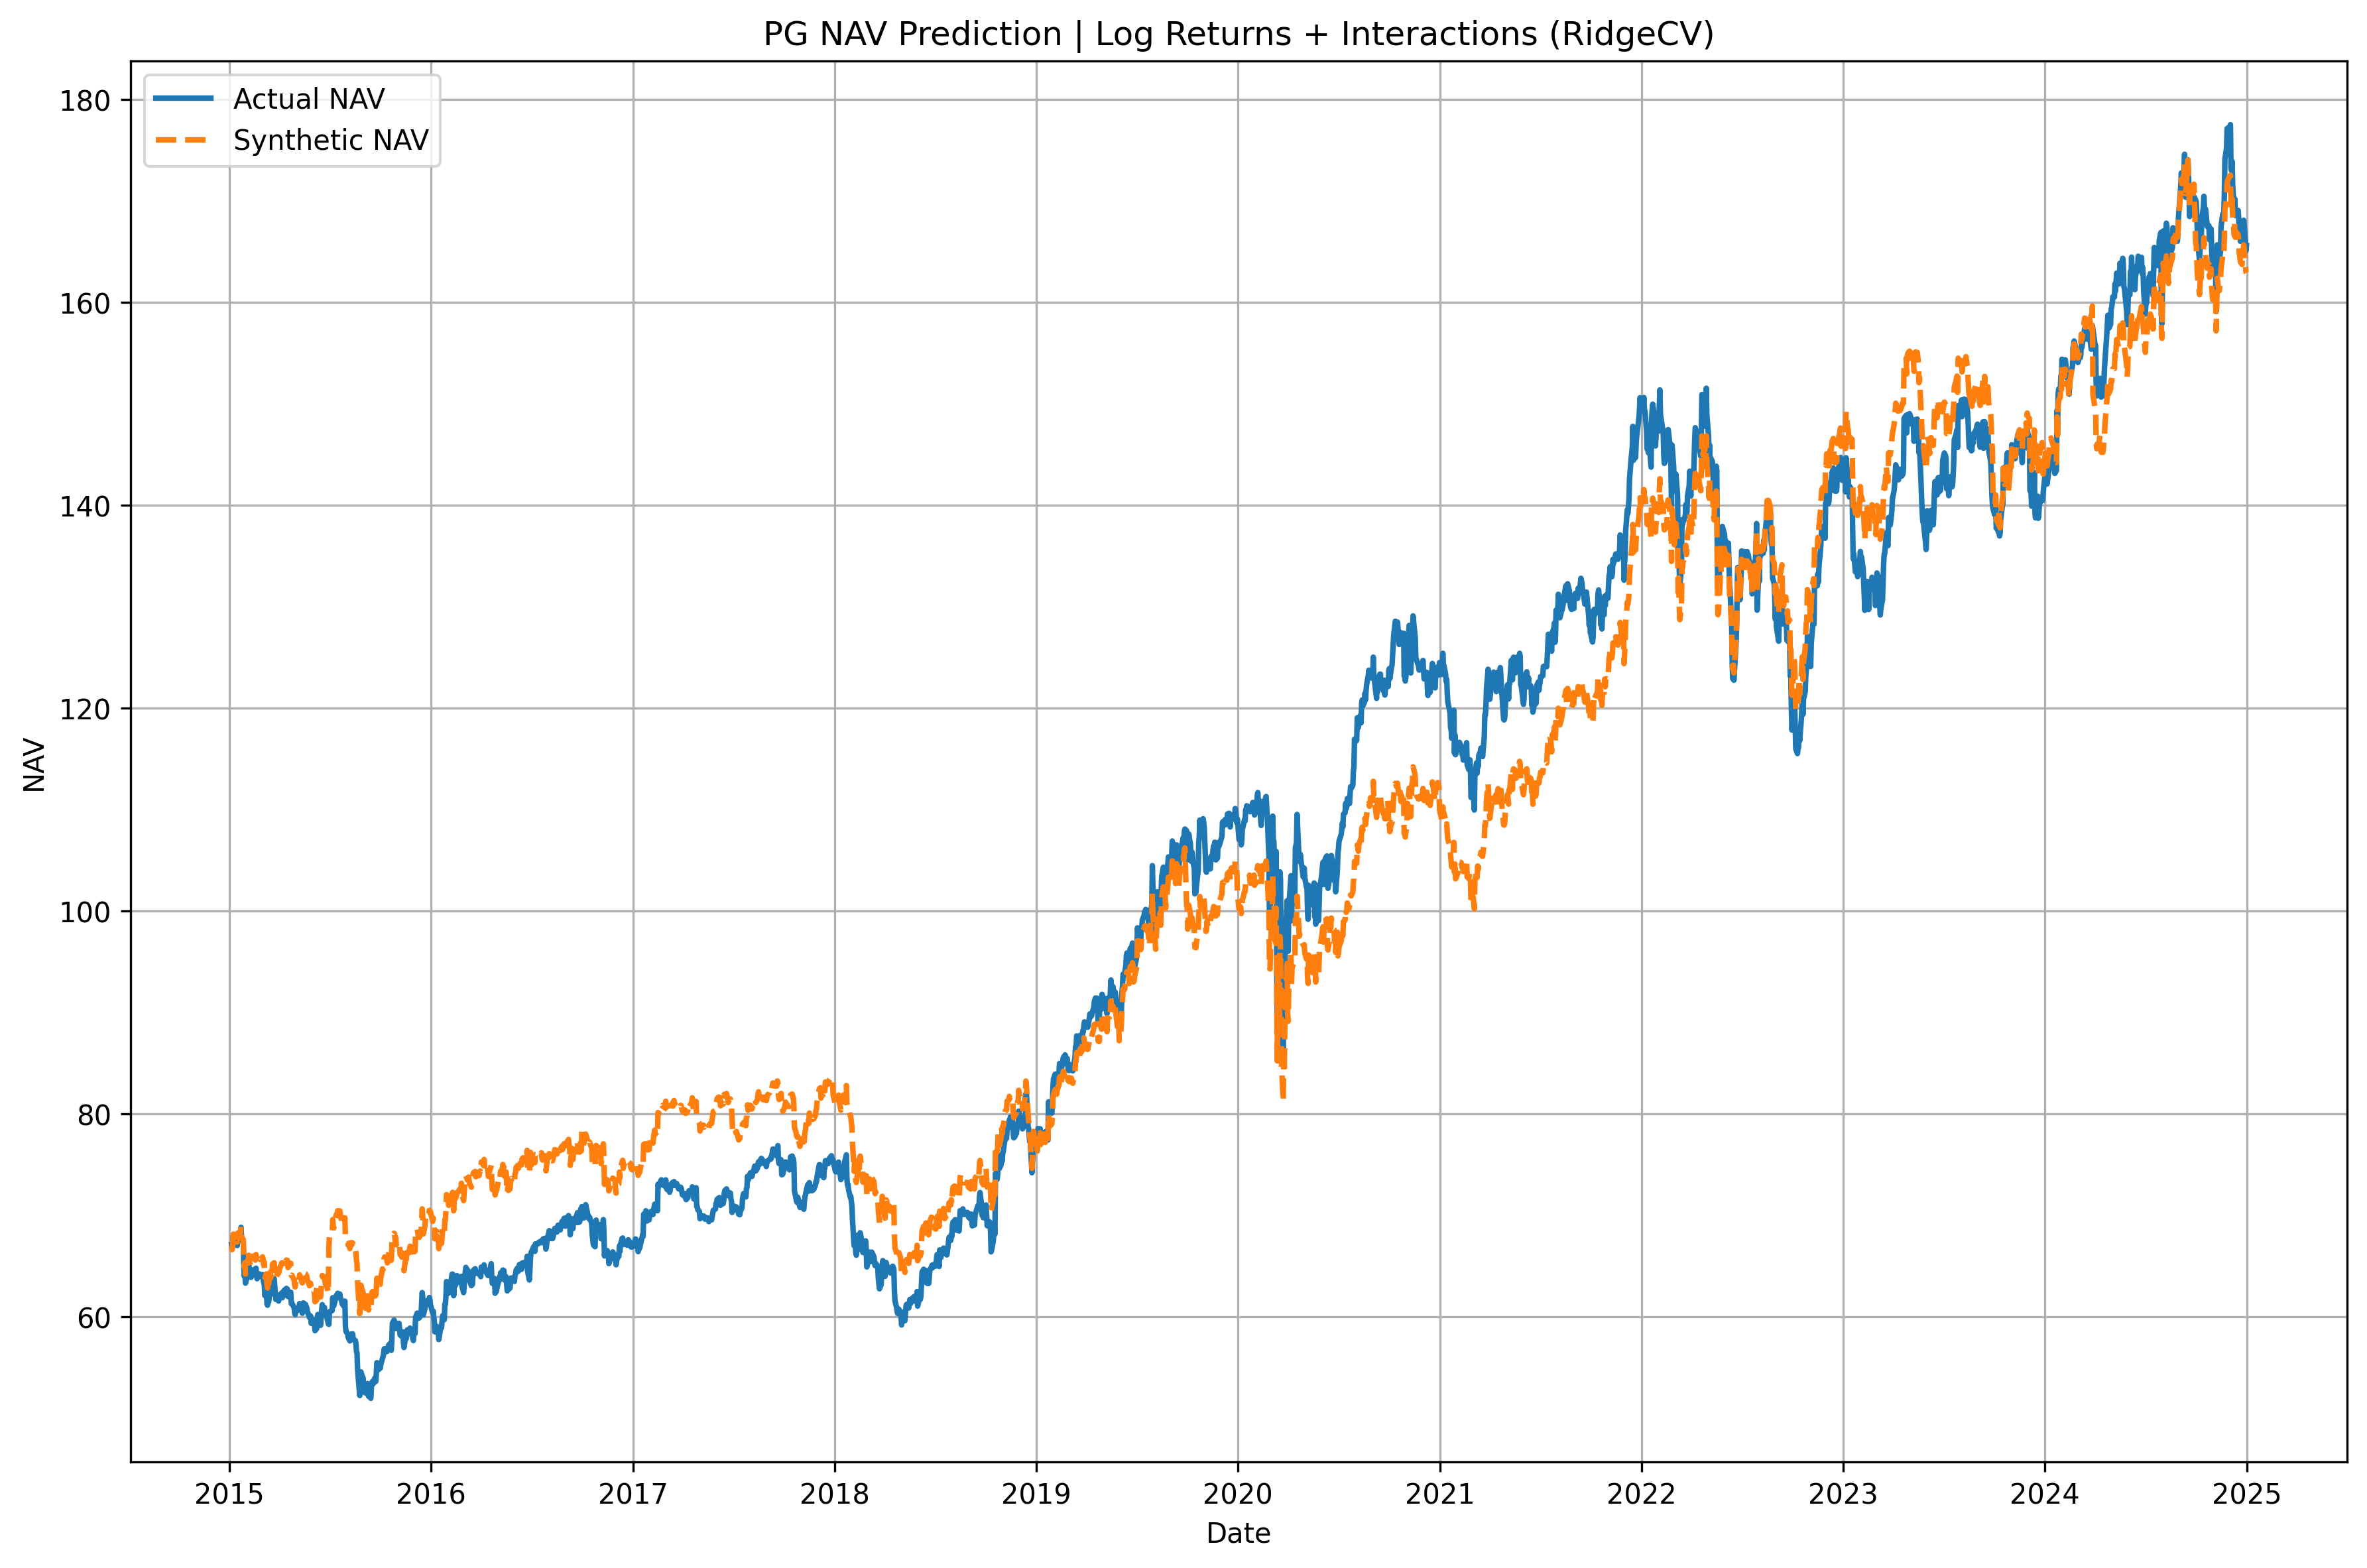 PG NAV Prediction | Log Returns + Interactions (RidgeCV)
Actual NAV
Synthetic NAV
180
160
140
120
100
80
60
NAV
2015 2016 2017 2018 2019 2020 2021 2022 2023 2024 2025
Date